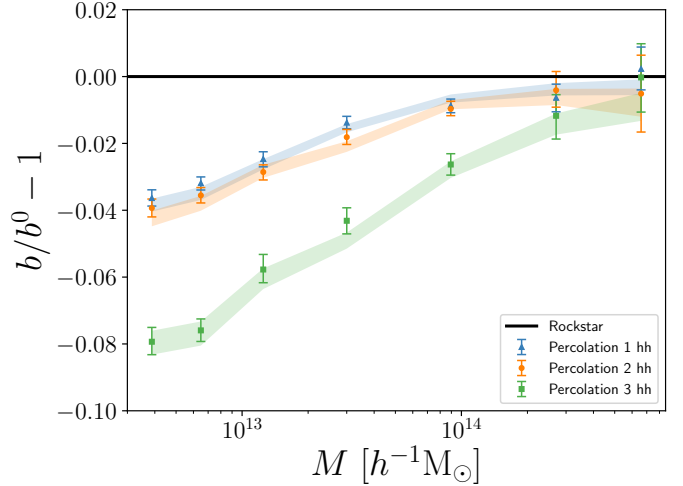 0.02
0.00
−0.02
−0.04
−0.06
−0.08
−0.10
b/b⁰ − 1
Rockstar
Percolation 1 hh
Percolation 2 hh
Percolation 3 hh
10¹³
10¹⁴
M [h⁻¹M⊙]